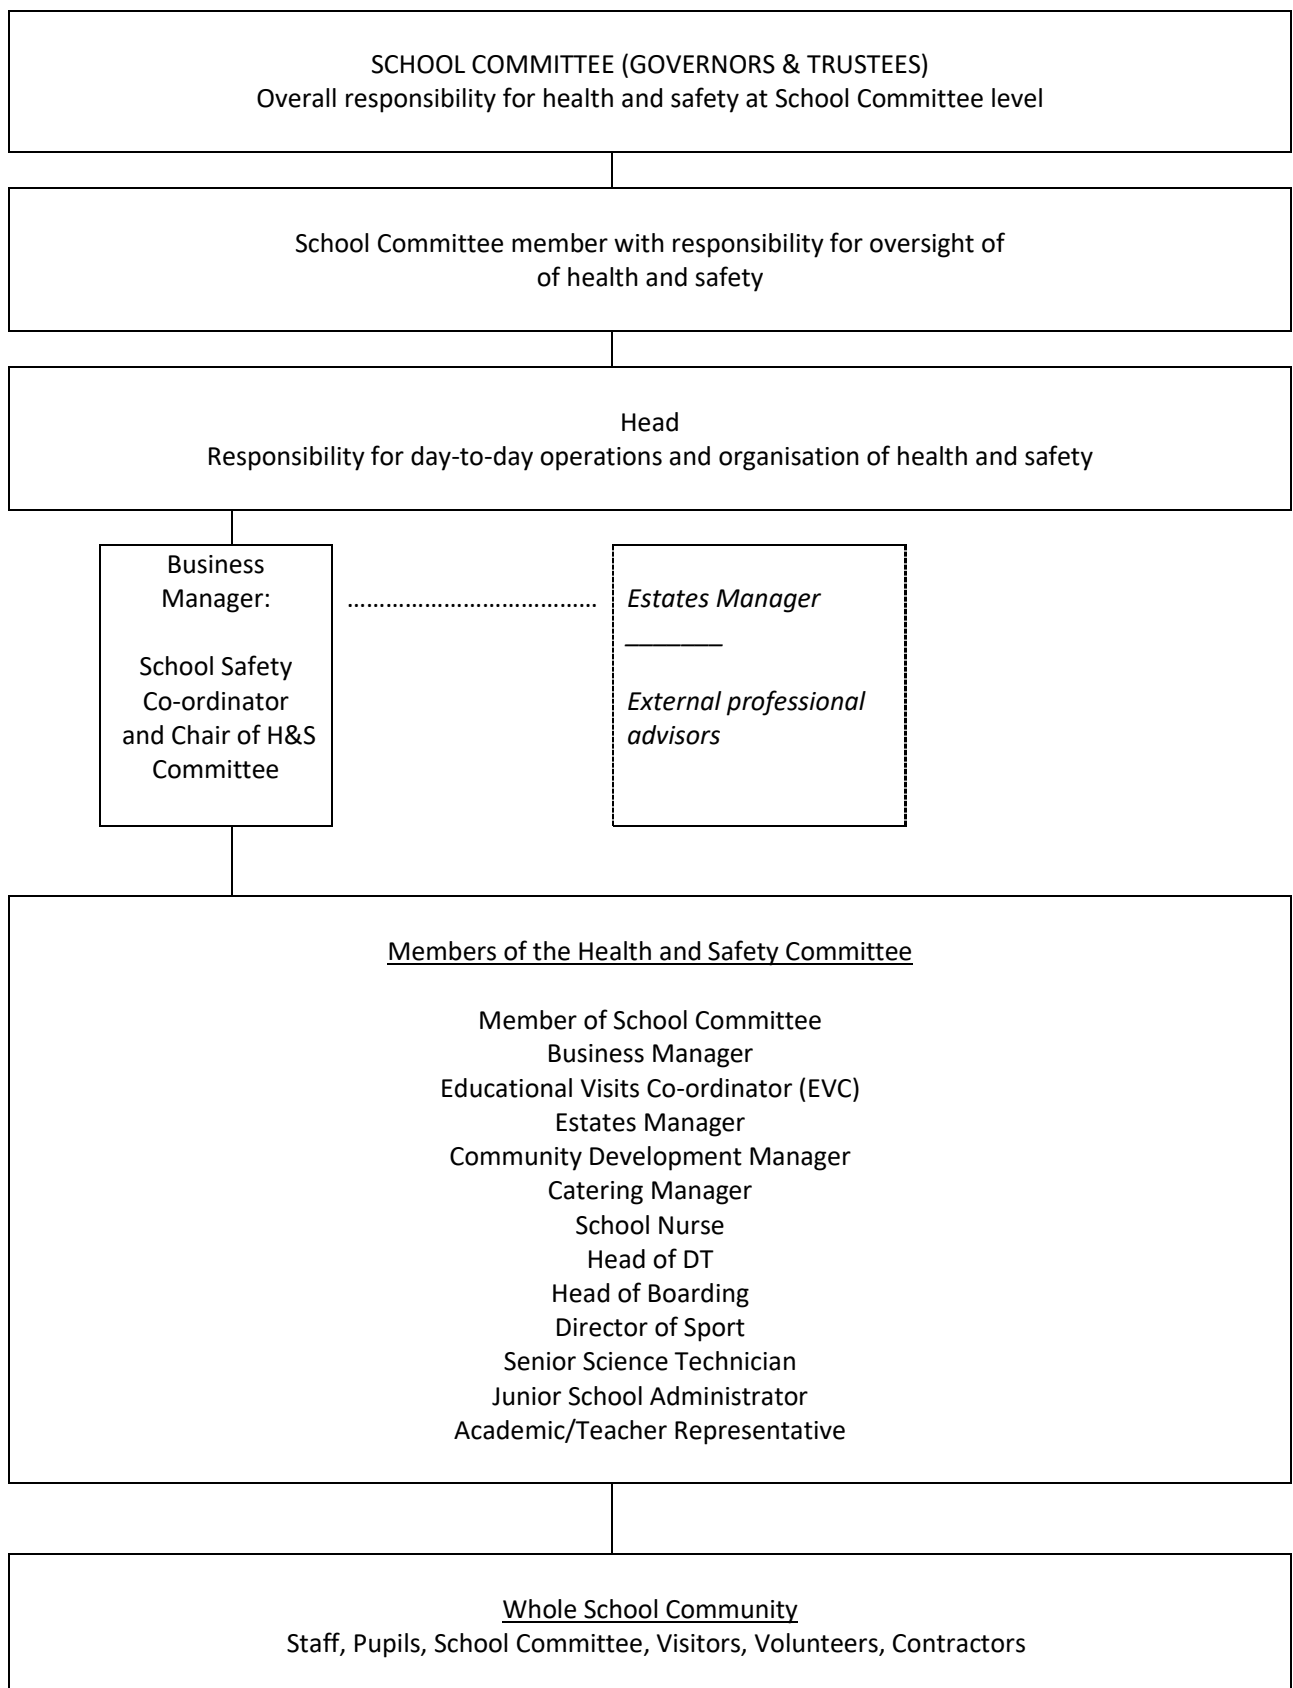 SCHOOL COMMITTEE (GOVERNORS & TRUSTEES)
Overall responsibility for health and safety at School Committee level
School Committee member with responsibility for oversight of
of health and safety
Head
Responsibility for day-to-day operations and organisation of health and safety
Business
Manager:
School Safety
Co-ordinator
and Chair of H&S
Committee
…………………………………
Estates Manager
_______
External professional
advisors
Members of the Health and Safety Committee
Member of School Committee
Business Manager
Educational Visits Co-ordinator (EVC)
Estates Manager
Community Development Manager
Catering Manager
School Nurse
Head of DT
Head of Boarding
Director of Sport
Senior Science Technician
Junior School Administrator
Academic/Teacher Representative
Whole School Community
Staff, Pupils, School Committee, Visitors, Volunteers, Contractors